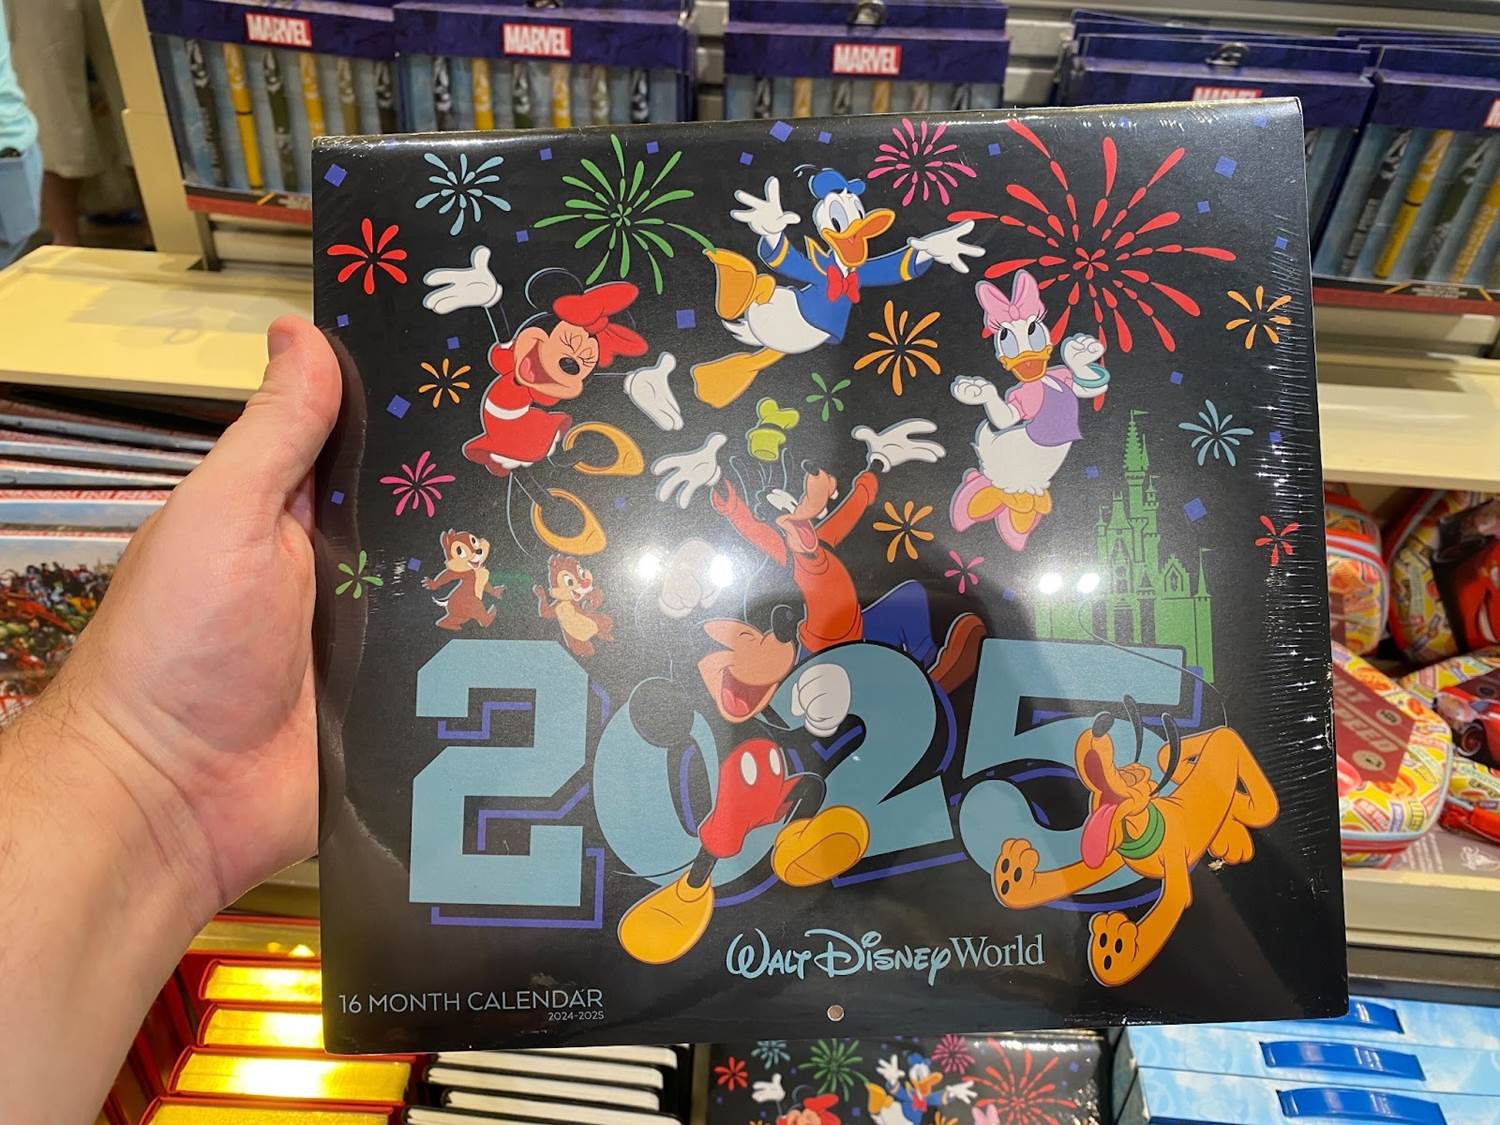 MARVEL
MARVEL
MARVEL
2025
WALT DISNEY World
16 MONTH CALENDAR
2024-2025